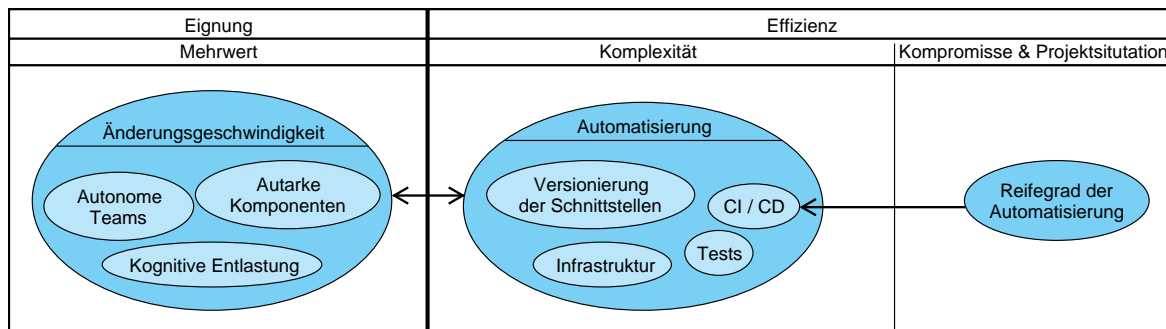 Eignung
Effizienz
Mehrwert
Komplexität
Kompromisse & Projektsitutation
Änderungsgeschwindigkeit
Autonome
Teams
Autarke
Komponenten
Kognitive Entlastung
Automatisierung
Versionierung
der Schnittstellen
CI / CD
Infrastruktur
Tests
Reifegrad der
Automatisierung